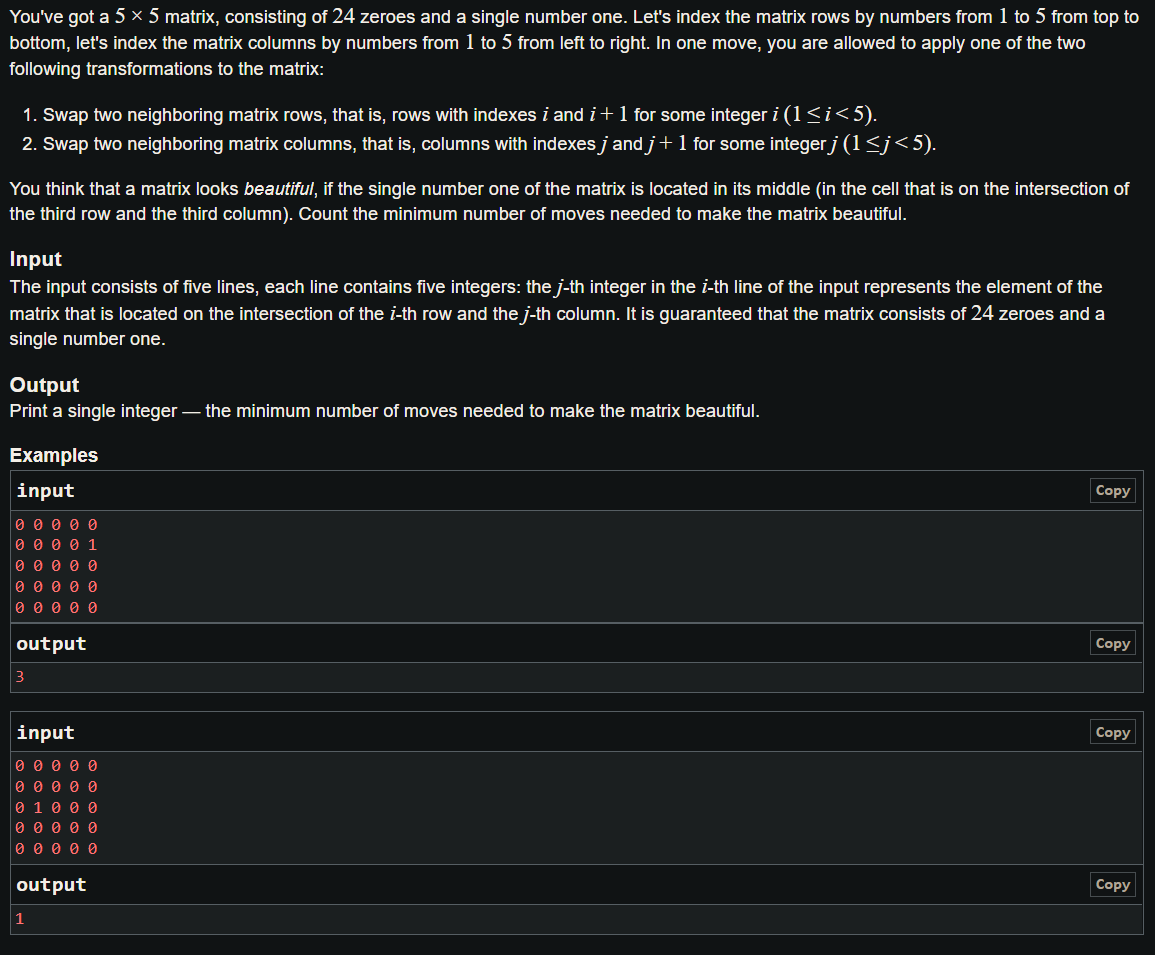 You've got a 5 × 5 matrix, consisting of 24 zeroes and a single number one. Let's index the matrix rows by numbers from 1 to 5 from top to
bottom, let's index the matrix columns by numbers from 1 to 5 from left to right. In one move, you are allowed to apply one of the two
following transformations to the matrix:
1. Swap two neighboring matrix rows, that is, rows with indexes i and i + 1 for some integer i (1 ≤ i < 5).
2. Swap two neighboring matrix columns, that is, columns with indexes j and j + 1 for some integer j (1 ≤ j < 5).
You think that a matrix looks beautiful, if the single number one of the matrix is located in its middle (in the cell that is on the intersection of
the third row and the third column). Count the minimum number of moves needed to make the matrix beautiful.
Input
The input consists of five lines, each line contains five integers: the j-th integer in the i-th line of the input represents the element of the
matrix that is located on the intersection of the i-th row and the j-th column. It is guaranteed that the matrix consists of 24 zeroes and a
single number one.
Output
Print a single integer — the minimum number of moves needed to make the matrix beautiful.
Examples
input Copy
0 0 0 0 0
0 0 0 0 1
0 0 0 0 0
0 0 0 0 0
0 0 0 0 0
output Copy
3
input Copy
0 0 0 0 0
0 0 0 0 0
0 1 0 0 0
0 0 0 0 0
0 0 0 0 0
output Copy
1